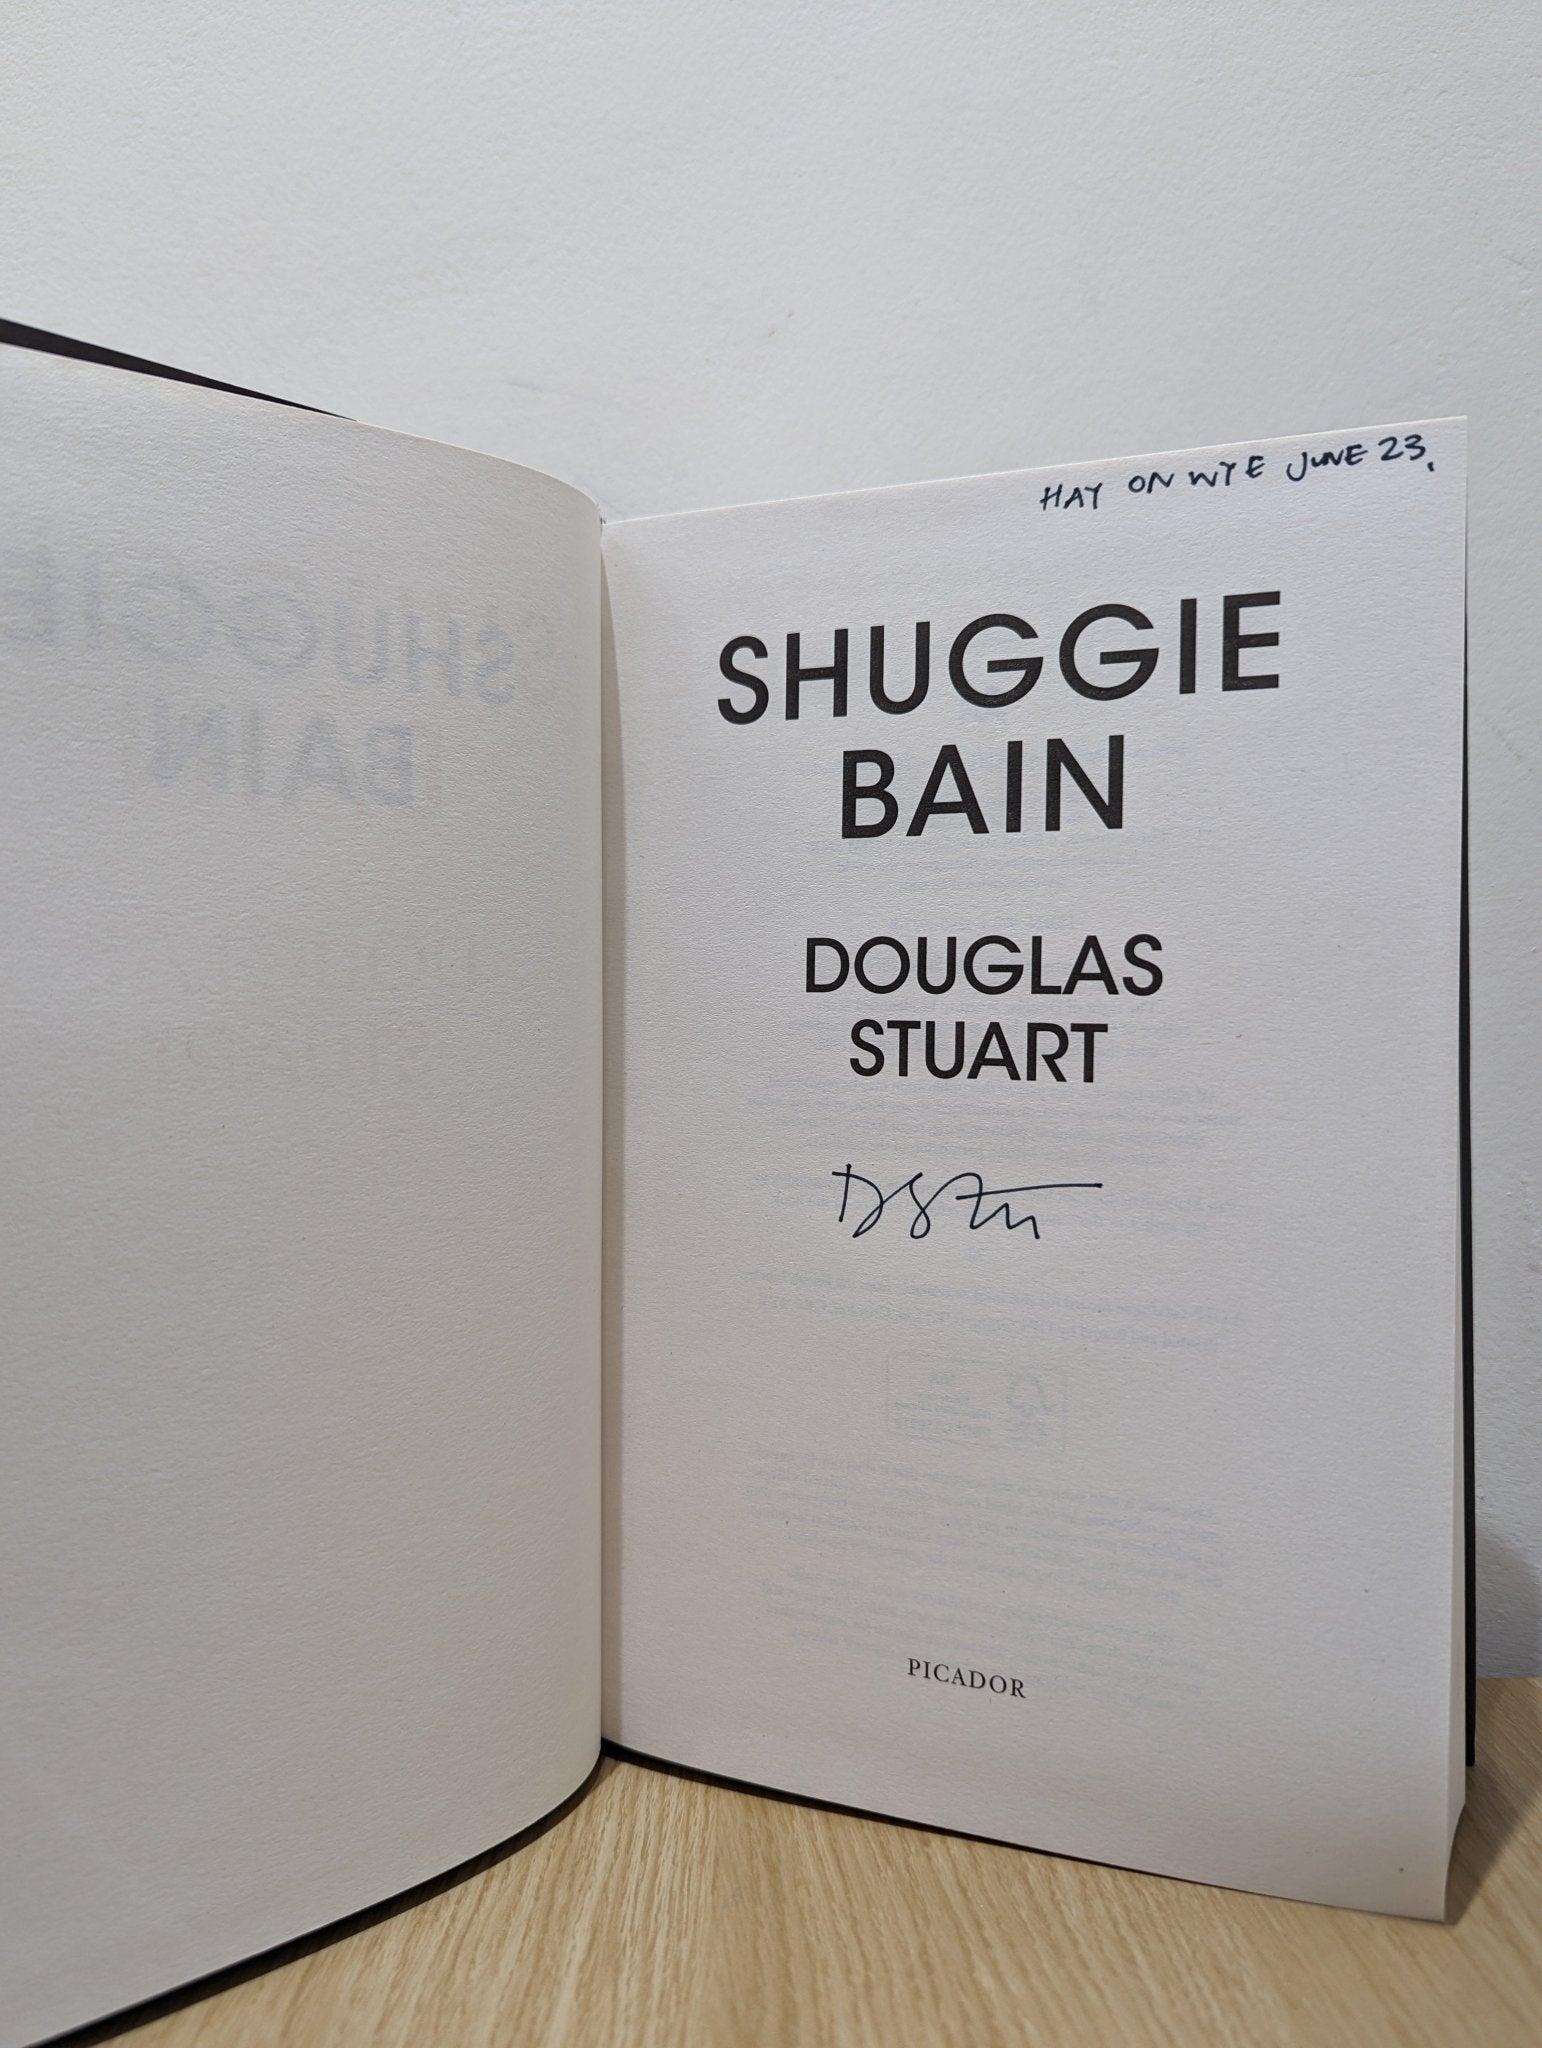 HAY ON WYE JUNE 23.
SHUGGIE
BAIN
DOUGLAS
STUART
PICADOR